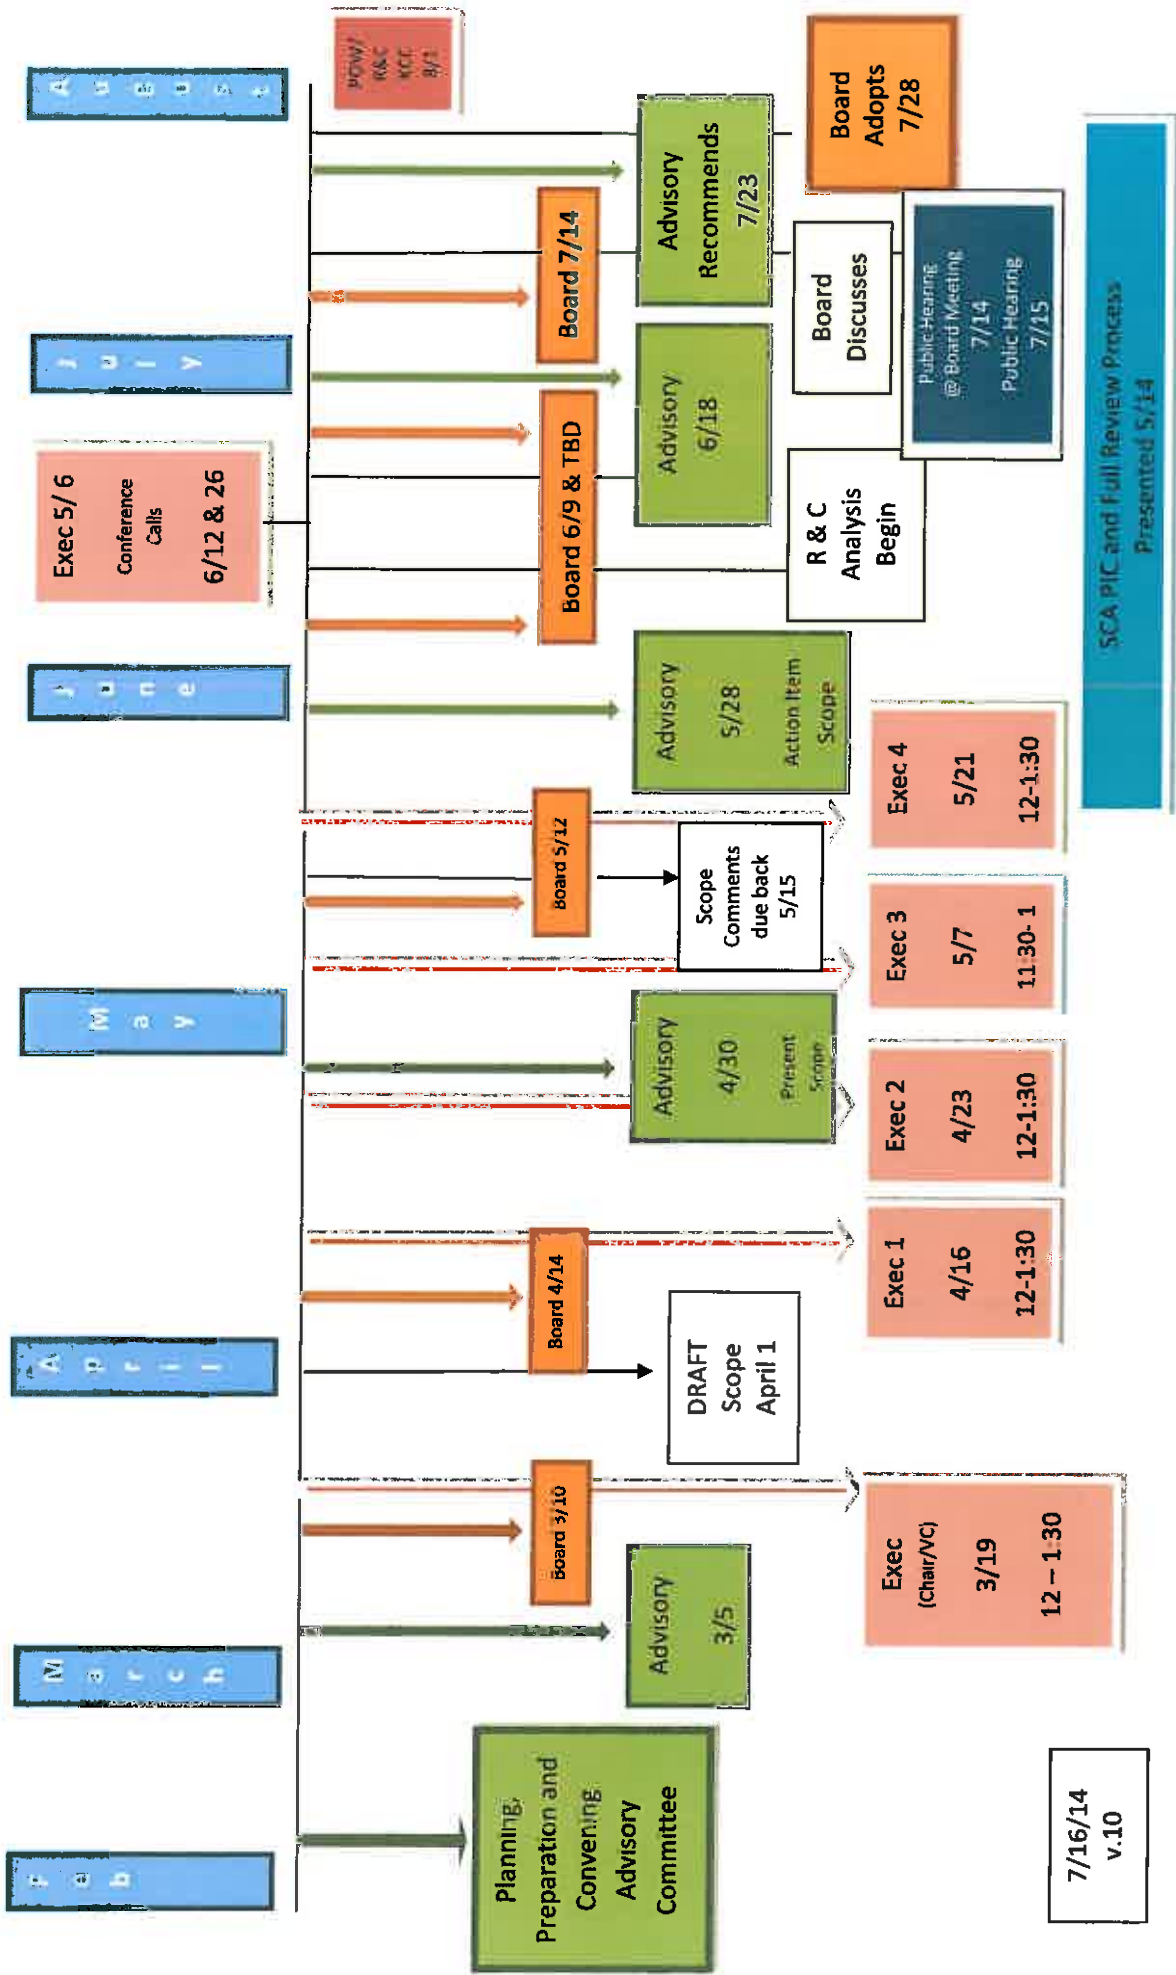 Feb
March
April
May
June
July
August
Exec 5/ 6
Conference
Calls
6/12 & 26
POW/
R&C
KCC
8/1
Planning,
Preparation and
Convening
Advisory
Committee
Advisory
3/5
Board 3/10
Exec
(Chair/VC)
3/19
12 – 1:30
DRAFT
Scope
April 1
Board 4/14
Exec 1
4/16
12-1:30
Exec 2
4/23
12-1:30
Advisory
4/30
Present
Scope
Exec 3
5/7
11:30- 1
Board 5/12
Scope
Comments
due back
5/15
Exec 4
5/21
12-1:30
Advisory
5/28
Action Item
Scope
Board 6/9 & TBD
R & C
Analysis
Begin
Advisory
6/18
Board 7/14
Board
Discusses
Public Hearing
@ Board Meeting
7/14
Public Hearing
7/15
Advisory
Recommends
7/23
Board
Adopts
7/28
SCA PIC and Full Review Process
Presented 5/14
7/16/14
v.10